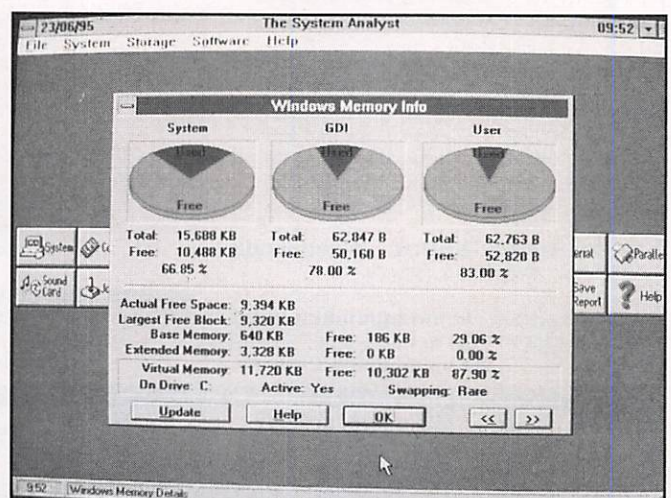 23/06/95 The System Analyst 09:52
File System Storage Software Help
Windows Memory Info
System GDI User
Used Used Used
Free Free Free
Total: 15,688 KB Total: 62,847 B Total: 62,763 B
Free: 10,488 KB Free: 50,160 B Free: 52,820 B
66.85 % 78.00 % 83.00 %
System
Parallel
Sound Card
Save Report
Help
Actual Free Space: 9,394 KB
Largest Free Block: 9,320 KB
Base Memory: 640 KB Free: 186 KB 29.06 %
Extended Memory: 3,328 KB Free: 0 KB 0.00 %
Virtual Memory: 11,720 KB Free: 10,302 KB 87.90 %
On Drive: C: Active: Yes Swapping: Rare
Update Help OK << >>
9:52 Windows Memory Details